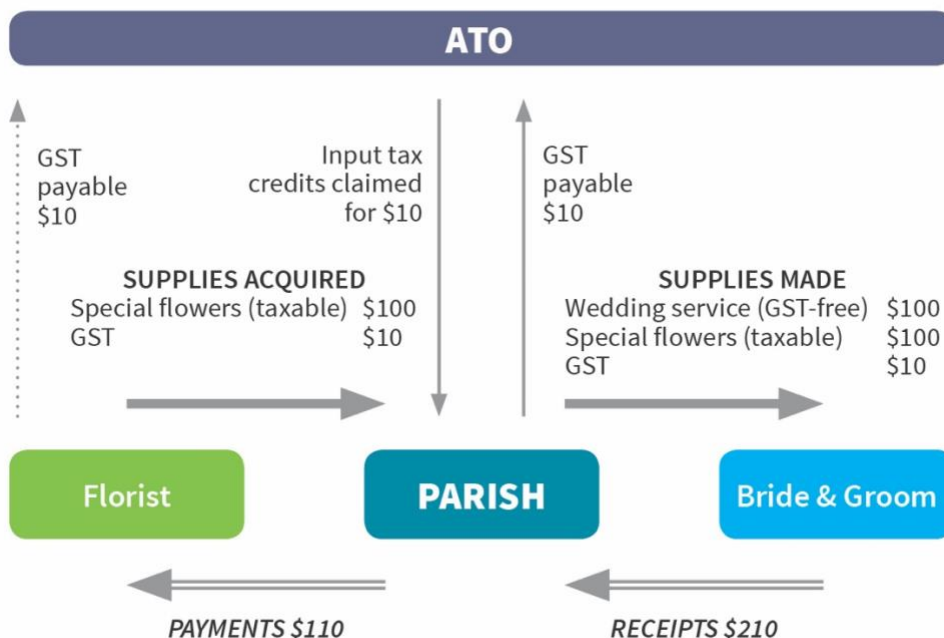 ATO
GST
payable
$10
Input tax
credits claimed
for $10
GST
payable
$10
SUPPLIES ACQUIRED
Special flowers (taxable) $100
GST $10
SUPPLIES MADE
Wedding service (GST-free) $100
Special flowers (taxable) $100
GST $10
Florist
PARISH
Bride & Groom
PAYMENTS $110
RECEIPTS $210